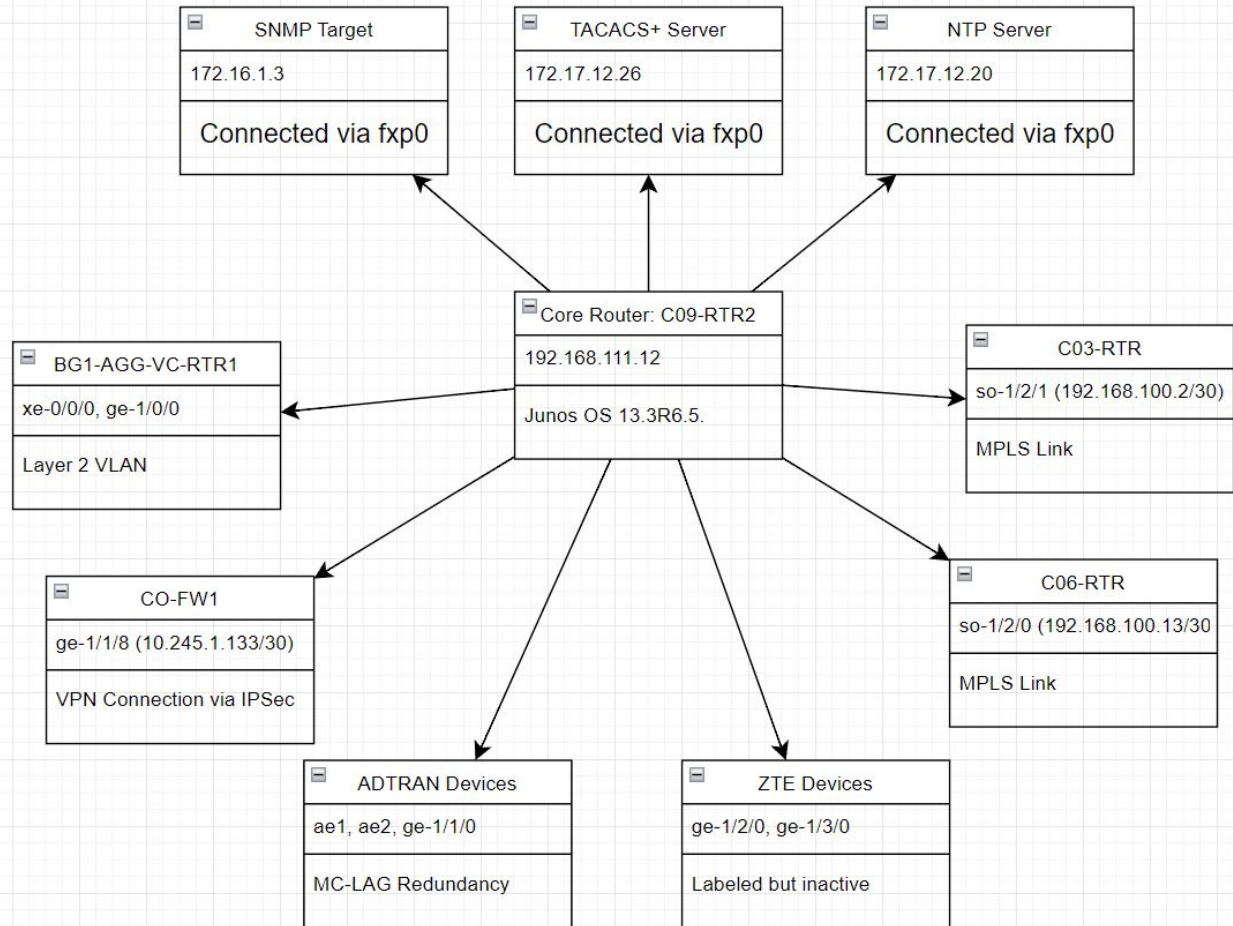 SNMP Target
172.16.1.3
Connected via fxp0
TACACS+ Server
172.17.12.26
Connected via fxp0
NTP Server
172.17.12.20
Connected via fxp0
Core Router: C09-RTR2
192.168.111.12
Junos OS 13.3R6.5.
BG1-AGG-VC-RTR1
xe-0/0/0, ge-1/0/0
Layer 2 VLAN
C03-RTR
so-1/2/1 (192.168.100.2/30)
MPLS Link
CO-FW1
ge-1/1/8 (10.245.1.133/30)
VPN Connection via IPSec
C06-RTR
so-1/2/0 (192.168.100.13/30
MPLS Link
ADTRAN Devices
ae1, ae2, ge-1/1/0
MC-LAG Redundancy
ZTE Devices
ge-1/2/0, ge-1/3/0
Labeled but inactive